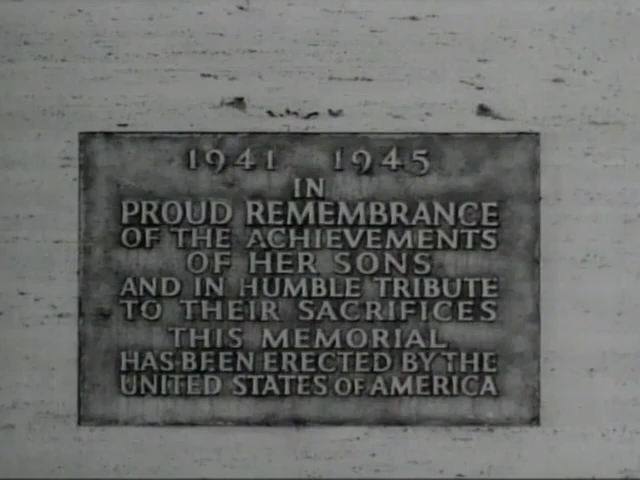 1941 1945
IN
PROUD REMEMBRANCE
OF THE ACHIEVEMENTS
OF HER SONS
AND IN HUMBLE TRIBUTE
TO THEIR SACRIFICES
THIS MEMORIAL
HAS BEEN ERECTED BY THE
UNITED STATES OF AMERICA